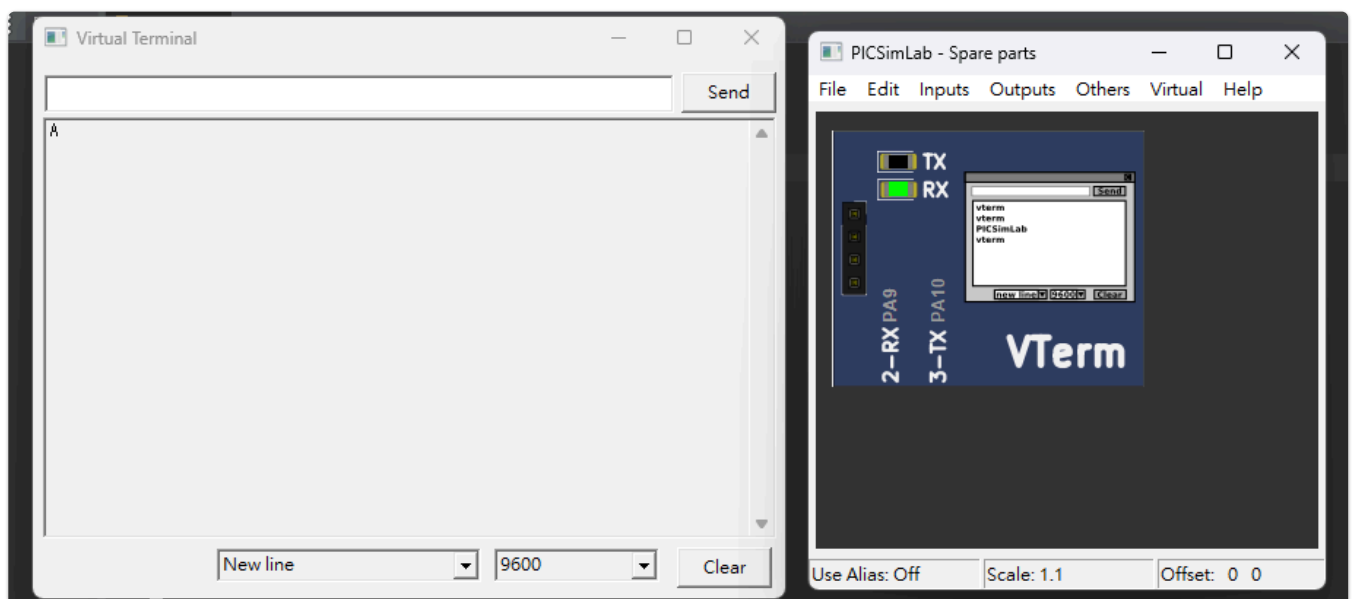 Virtual Terminal
Send
A
New line
9600
Clear
PICSimLab - Spare parts
File Edit Inputs Outputs Others Virtual Help
TX
RX
Send
vterm
vterm
PICSimLab
vterm
new line 9600 Clear
2-RX PA9
3-TX PA10
VTerm
Use Alias: Off
Scale: 1.1
Offset: 0 0